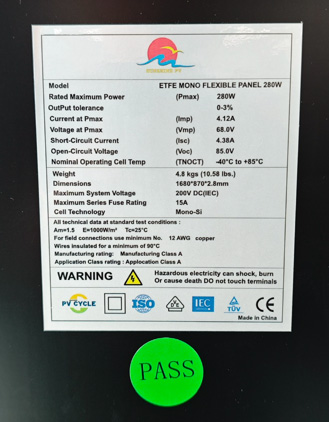 Model ETFE MONO FLEXIBLE PANEL 280W
Rated Maximum Power (Pmax) 280W
OutPut tolerance 0-3%
Current at Pmax (Imp) 4.12A
Voltage at Pmax (Vmp) 68.0V
Short-Circuit Current (Isc) 4.38A
Open-Circuit Voltage (Voc) 85.0V
Nominal Operating Cell Temp (TNOCT) -40°C to +85°C
Weight 4.8 kgs (10.58 lbs.)
Dimensions 1680*870*2.8mm
Maximum System Voltage 200V DC(IEC)
Maximum Series Fuse Rating 15A
Cell Technology Mono-Si
All technical data at standard test conditions :
Am=1.5 E=1000W/m² Tc=25°C
For field connections use minimum No. 12 AWG copper
Wires insulated for a minimum of 90°C
Manufacturing rating: Manufacturing Class A
Application Class rating : Applocation Class A
WARNING: Hazardous electricity can shock, burn
Or cause death DO not touch terminals
PV CYCLE ISO IEC TÜV CE
Made in China
PASS